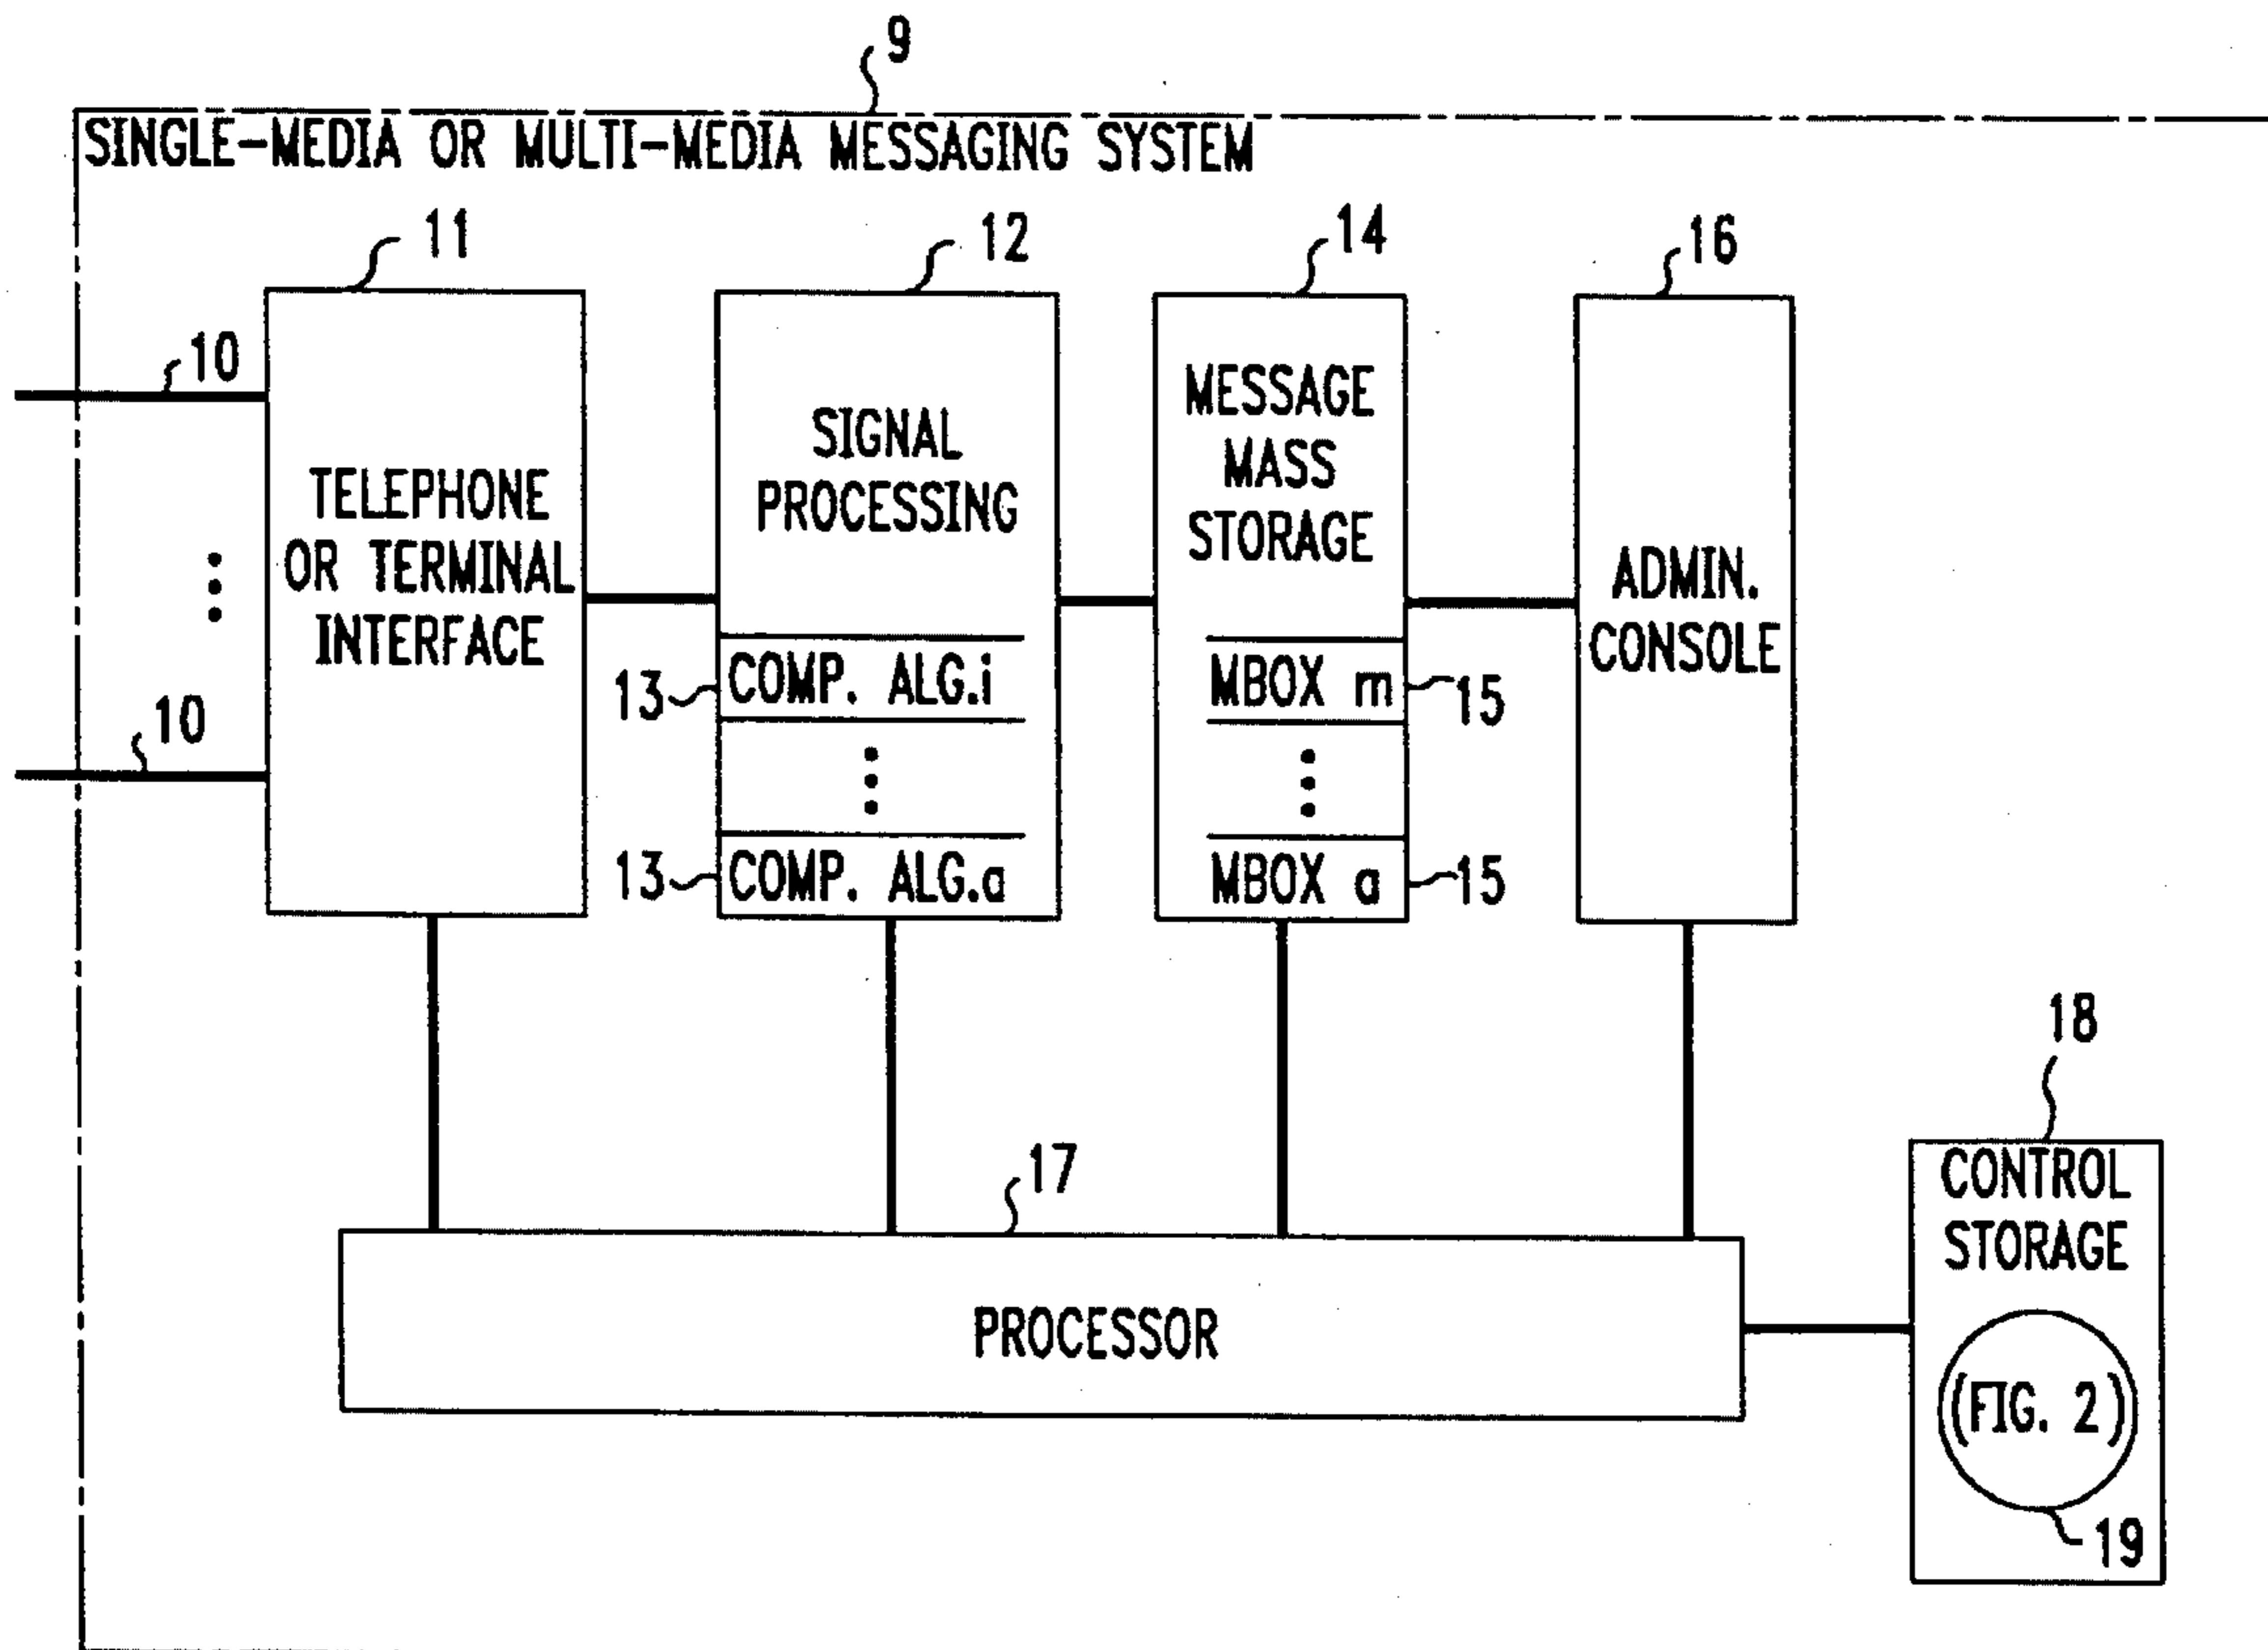 9
SINGLE-MEDIA OR MULTI-MEDIA MESSAGING SYSTEM
11
12
14
16
10
TELEPHONE
OR TERMINAL
INTERFACE
10
SIGNAL
PROCESSING
13 COMP. ALG.i
13 COMP. ALG.a
MESSAGE
MASS
STORAGE
MBOX m 15
MBOX a 15
ADMIN.
CONSOLE
17
PROCESSOR
18
CONTROL
STORAGE
(FIG. 2)
19